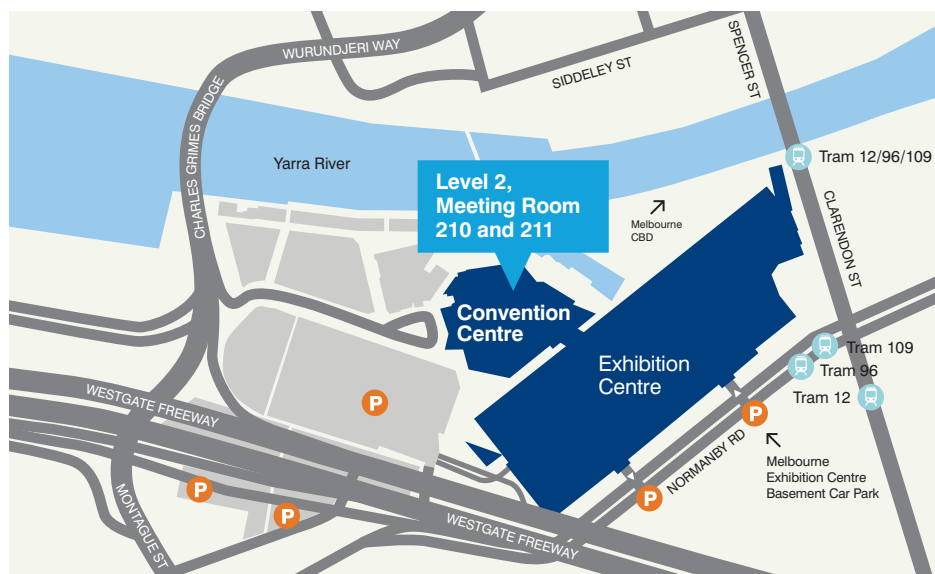 WURUNDJERI WAY
SIDDELEY ST
SPENCER ST
CHARLES GRIMES BRIDGE
Yarra River
Tram 12/96/109
Level 2,
Meeting Room
210 and 211
Melbourne
CBD
CLARENDON ST
Convention
Centre
Exhibition
Centre
Tram 109
Tram 96
Tram 12
WESTGATE FREEWAY
P
P
NORMANBY RD
Melbourne
Exhibition Centre
Basement Car Park
P
P
P
MONTAGUE ST
WESTGATE FREEWAY